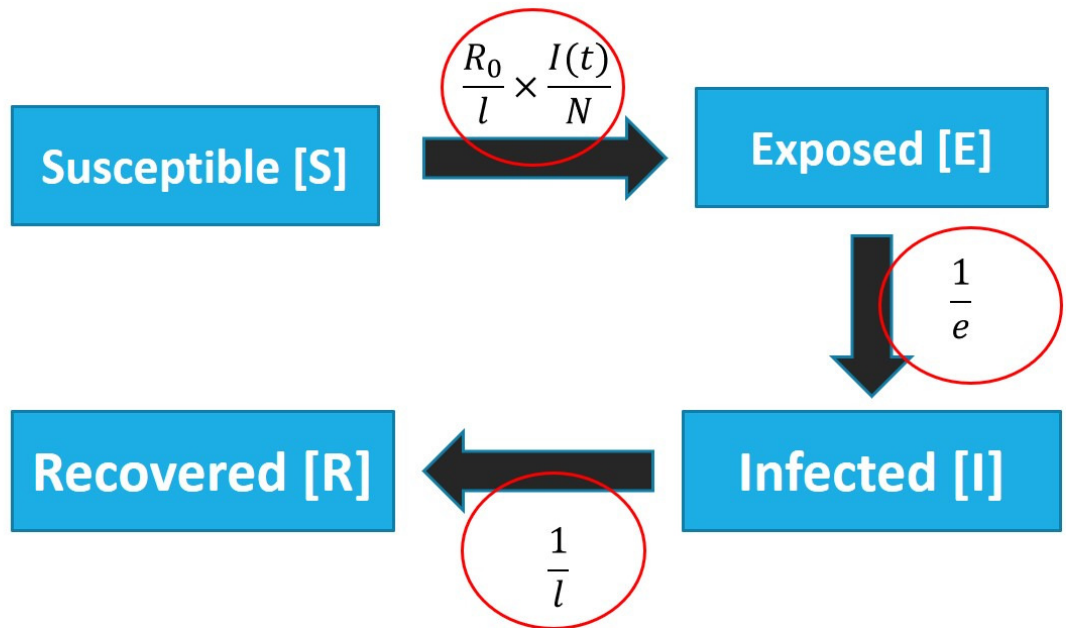 Susceptible [S]
R₀/l × I(t)/N
Exposed [E]
1/e
Infected [I]
1/l
Recovered [R]